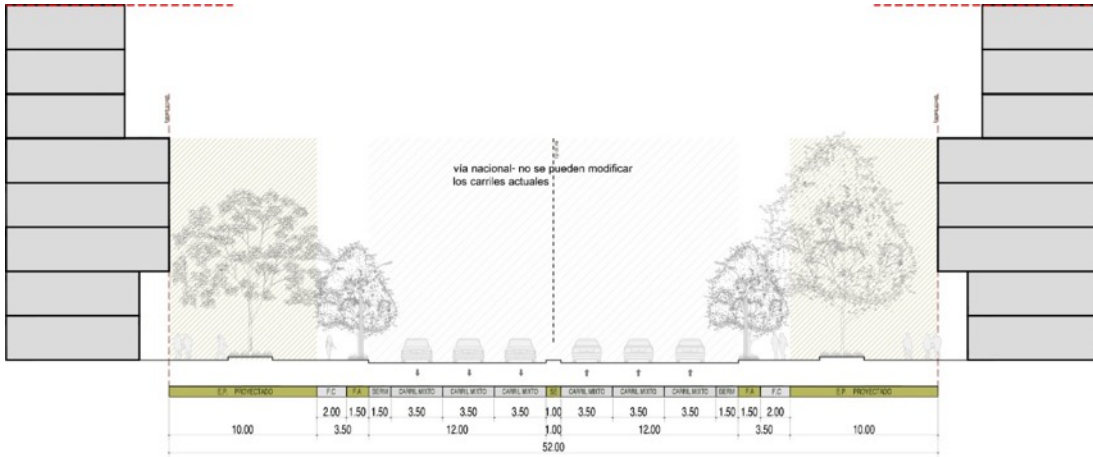 vía nacional- no se pueden modificar
los carriles actuales
E.P. PROYECTADO F.C F.A BERM CARRIL MIXTO CARRIL MIXTO CARRIL MIXTO SE CARRIL MIXTO CARRIL MIXTO CARRIL MIXTO BERM F.A F.C E.P. PROYECTADO
2.00 1.50 1.50 3.50 3.50 3.50 1.00 3.50 3.50 3.50 1.50 1.50 2.00
10.00 3.50 12.00 1.00 12.00 3.50 10.00
52.00